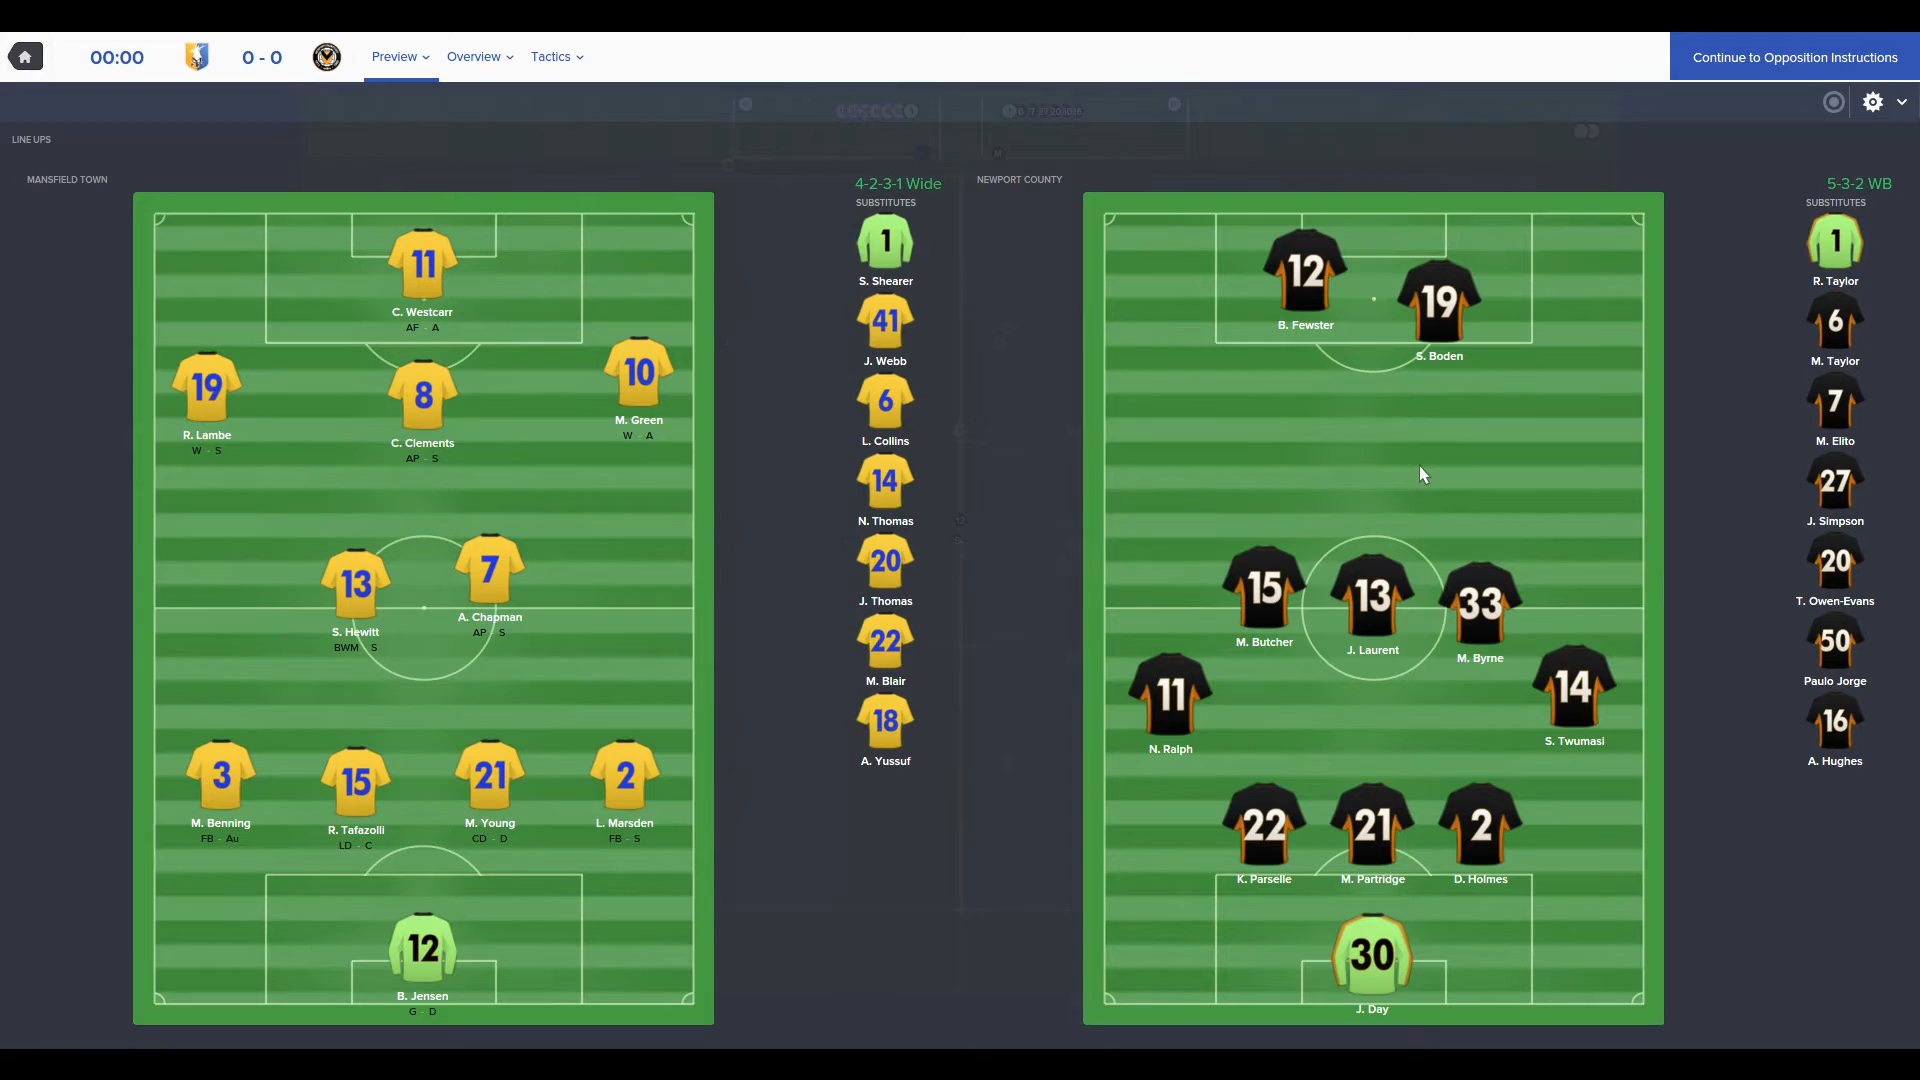 00:00
0 - 0
Preview
Overview
Tactics
Continue to Opposition Instructions
LINE UPS
MANSFIELD TOWN
4-2-3-1 Wide
SUBSTITUTES
11
C. Westcarr
AF - A
19
R. Lambe
W - S
8
C. Clements
AP - S
10
M. Green
W - A
13
S. Hewitt
BWM - S
7
A. Chapman
AP - S
3
M. Benning
FB - Au
15
R. Tafazolli
LD - C
21
M. Young
CD - D
2
L. Marsden
FB - S
12
B. Jensen
G - D
1
S. Shearer
41
J. Webb
6
L. Collins
14
N. Thomas
20
J. Thomas
22
M. Blair
18
A. Yussuf
NEWPORT COUNTY
5-3-2 WB
SUBSTITUTES
12
B. Fewster
19
S. Boden
15
M. Butcher
13
J. Laurent
33
M. Byrne
11
N. Ralph
14
S. Twumasi
22
K. Parselle
21
M. Partridge
2
D. Holmes
30
J. Day
1
R. Taylor
6
M. Taylor
7
M. Elito
27
J. Simpson
20
T. Owen-Evans
50
Paulo Jorge
16
A. Hughes